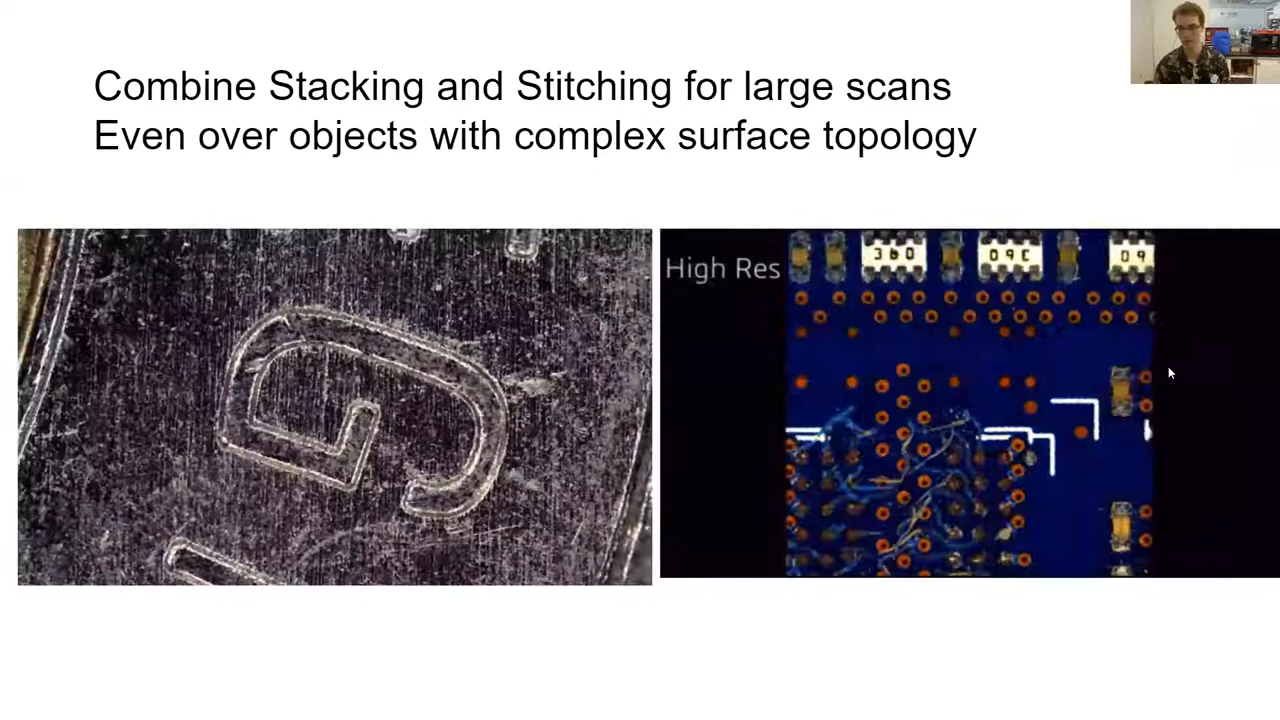 Combine Stacking and Stitching for large scans
Even over objects with complex surface topology
High Res
G
360
09C
09